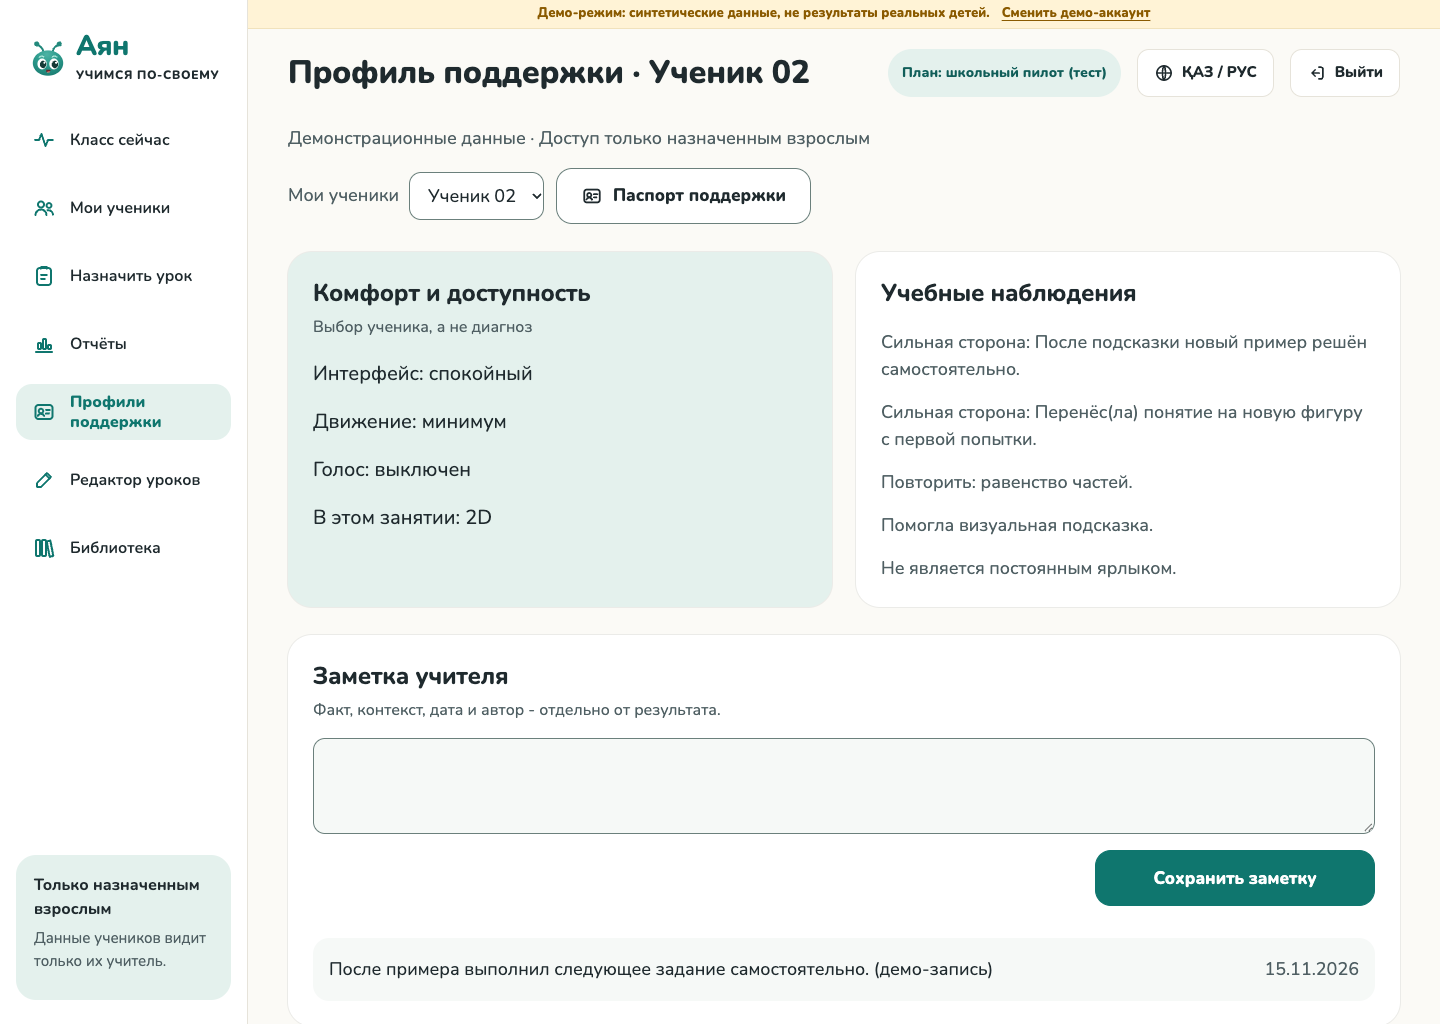 Демо-режим: синтетические данные, не результаты реальных детей. Сменить демо-аккаунт
Аян
УЧИМСЯ ПО-СВОЕМУ
Класс сейчас
Мои ученики
Назначить урок
Отчёты
Профили
поддержки
Редактор уроков
Библиотека
Только назначенным
взрослым
Данные учеников видит
только их учитель.
Профиль поддержки · Ученик 02
План: школьный пилот (тест)
ҚАЗ / РУС
Выйти
Демонстрационные данные · Доступ только назначенным взрослым
Мои ученики
Ученик 02
Паспорт поддержки
Комфорт и доступность
Выбор ученика, а не диагноз
Интерфейс: спокойный
Движение: минимум
Голос: выключен
В этом занятии: 2D
Учебные наблюдения
Сильная сторона: После подсказки новый пример решён
самостоятельно.
Сильная сторона: Перенёс(ла) понятие на новую фигуру
с первой попытки.
Повторить: равенство частей.
Помогла визуальная подсказка.
Не является постоянным ярлыком.
Заметка учителя
Факт, контекст, дата и автор - отдельно от результата.
Сохранить заметку
После примера выполнил следующее задание самостоятельно. (демо-запись)
15.11.2026